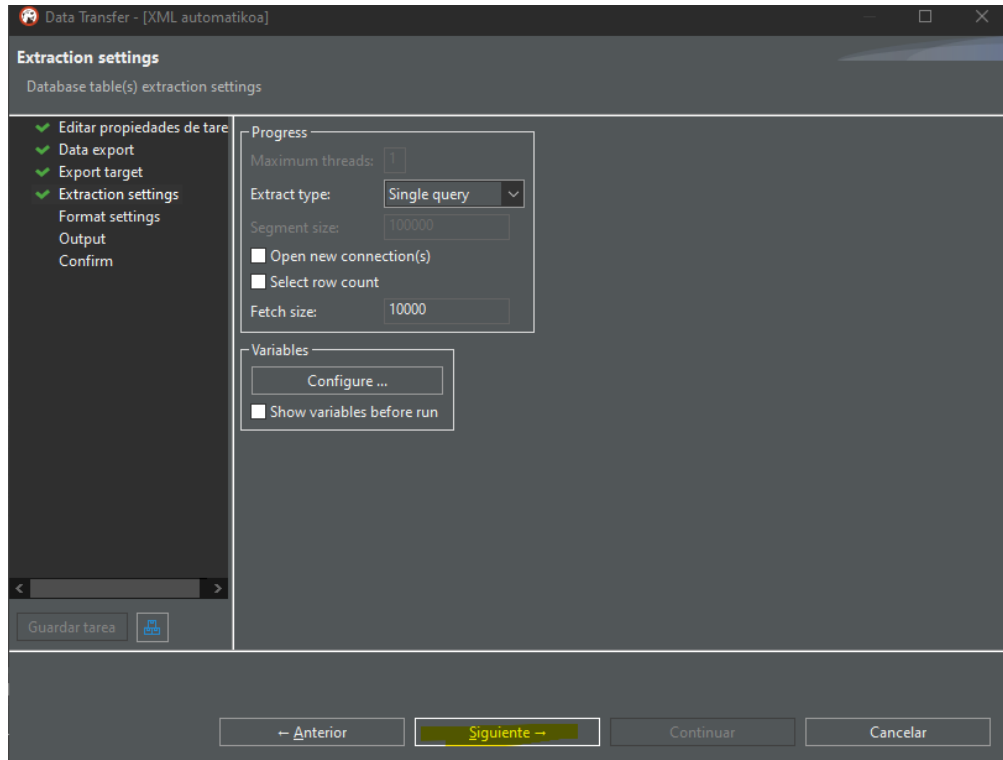 Data Transfer - [XML automatikoa]
Extraction settings
Database table(s) extraction settings
Editar propiedades de tare
Data export
Export target
Extraction settings
Format settings
Output
Confirm
Guardar tarea
Progress
Maximum threads: 1
Extract type: Single query
Segment size: 100000
Open new connection(s)
Select row count
Fetch size: 10000
Variables
Configure ...
Show variables before run
← Anterior
Siguiente →
Continuar
Cancelar